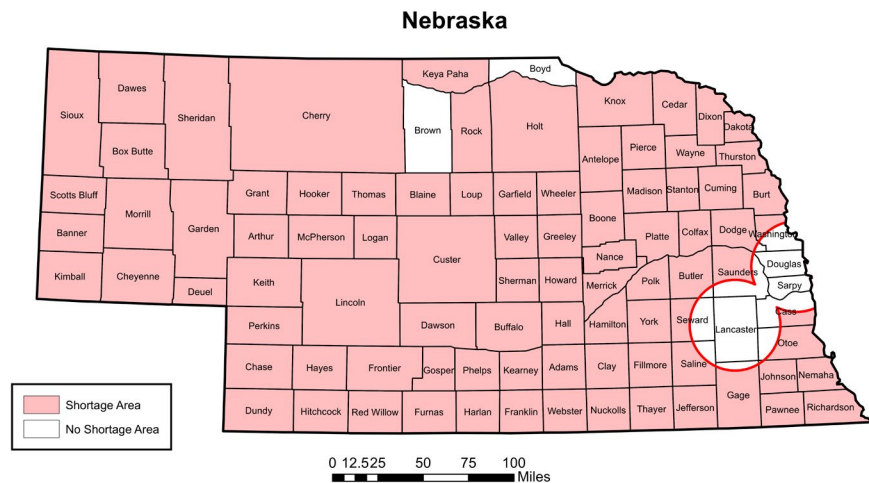 Nebraska
Boyd
Keya Paha
Dawes
Knox
Cedar
Sioux
Sheridan
Cherry
Dixon
Brown
Rock
Holt
Dakota
Box Butte
Pierce
Antelope
Wayne
Thurston
Scotts Bluff
Grant
Hooker
Thomas
Blaine
Loup
Garfield
Wheeler
Madison
Stanton
Cuming
Burt
Morrill
Garden
Boone
Banner
Arthur
McPherson
Logan
Valley
Greeley
Platte
Colfax
Dodge
Washington
Custer
Nance
Douglas
Kimball
Cheyenne
Keith
Sherman
Howard
Merrick
Polk
Butler
Saunders
Sarpy
Deuel
Lincoln
Perkins
Dawson
Buffalo
Hall
Hamilton
York
Seward
Lancaster
Cass
Otoe
Chase
Hayes
Frontier
Gosper
Phelps
Kearney
Adams
Clay
Fillmore
Saline
Johnson
Nemaha
Gage
Dundy
Hitchcock
Red Willow
Furnas
Harlan
Franklin
Webster
Nuckolls
Thayer
Jefferson
Pawnee
Richardson
Shortage Area
No Shortage Area
0 12.525 50 75 100
Miles